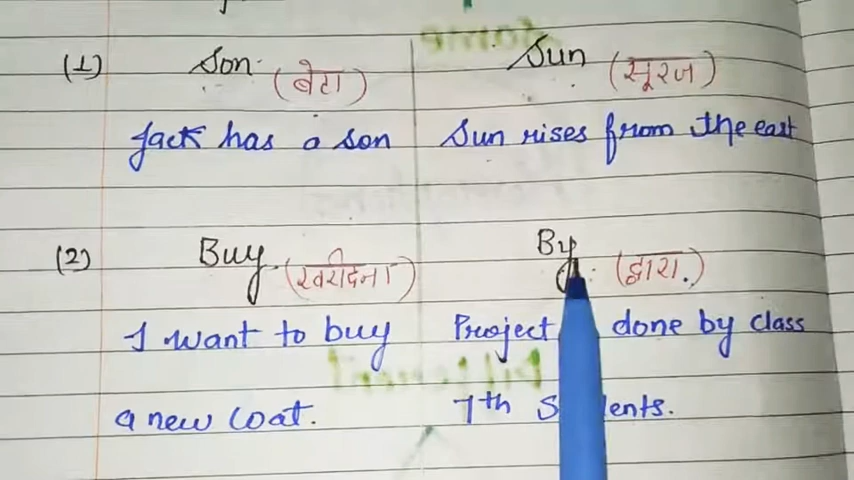 (1) Son (बेटा) Sun (सूरज)
Jack has a son Sun rises from the east
(2) Buy (खरीदना) By (द्वारा)
I want to buy Project done by class
a new coat. 7th